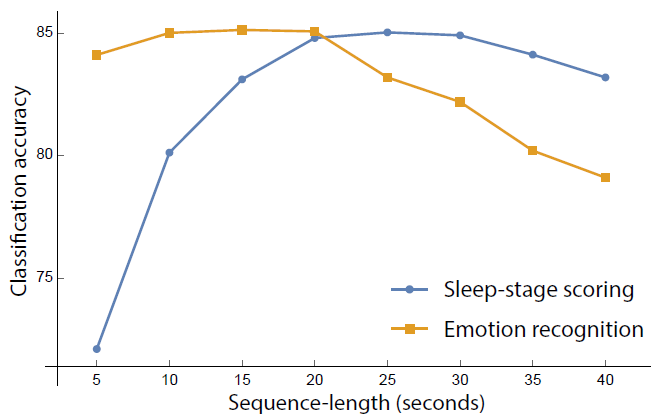 Classification accuracy
85
80
75
Sleep-stage scoring
Emotion recognition
5 10 15 20 25 30 35 40
Sequence-length (seconds)